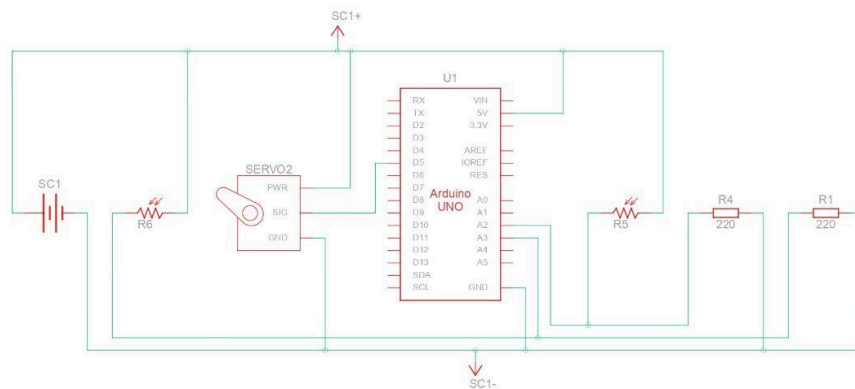 SC1+
U1
RX VIN
TX 5V
D2 3.3V
D3
D4 AREF
D5 IOREF
D6 RES
D7
D8 A0
D9 A1
D10 A2
D11 A3
D12 A4
D13 A5
SDA
SCL GND
Arduino
UNO
SERVO2
PWR
SIG
GND
SC1
R6
R5
R4
220
R1
220
SC1-